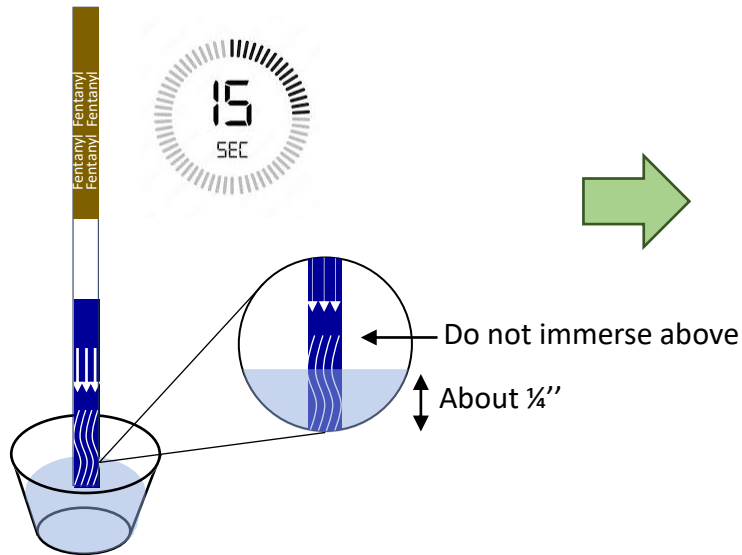 Fentanyl Fentanyl
Fentanyl Fentanyl
15
SEC
Do not immerse above
About ¼’’